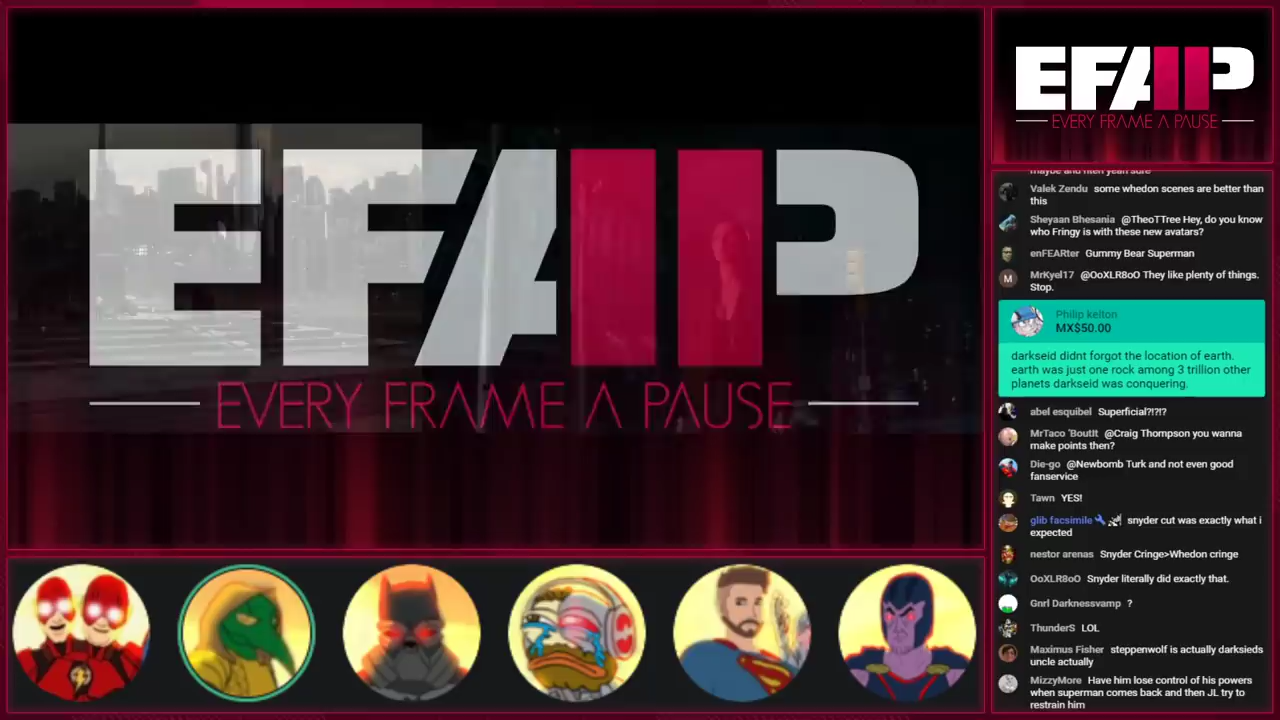 EFAP
EVERY FRAME A PAUSE
EFAP
EVERY FRAME A PAUSE
maybe and hten yeah sure
Valek Zendu some whedon scenes are better than
this
Sheyaan Bhesania @TheoTTree Hey, do you know
who Fringy is with these new avatars?
enFEARter Gummy Bear Superman
M
MrKyel17 @OoXLR8oO They like plenty of things.
Stop.
Philip kelton
MX$50.00
darkseid didnt forgot the location of earth.
earth was just one rock among 3 trillion other
planets darkseid was conquering.
abel esquibel Superficial?!?!?
MrTaco 'BoutIt @Craig Thompson you wanna
make points then?
Die-go @Newbomb Turk and not even good
fanservice
Tawn YES!
glib facsimile snyder cut was exactly what i
expected
nestor arenas Snyder Cringe>Whedon cringe
OoXLR8oO Snyder literally did exactly that.
Gnrl Darknessvamp ?
ThunderS LOL
Maximus Fisher steppenwolf is actually darksieds
uncle actually
MizzyMore Have him lose control of his powers
when superman comes back and then JL try to
restrain him